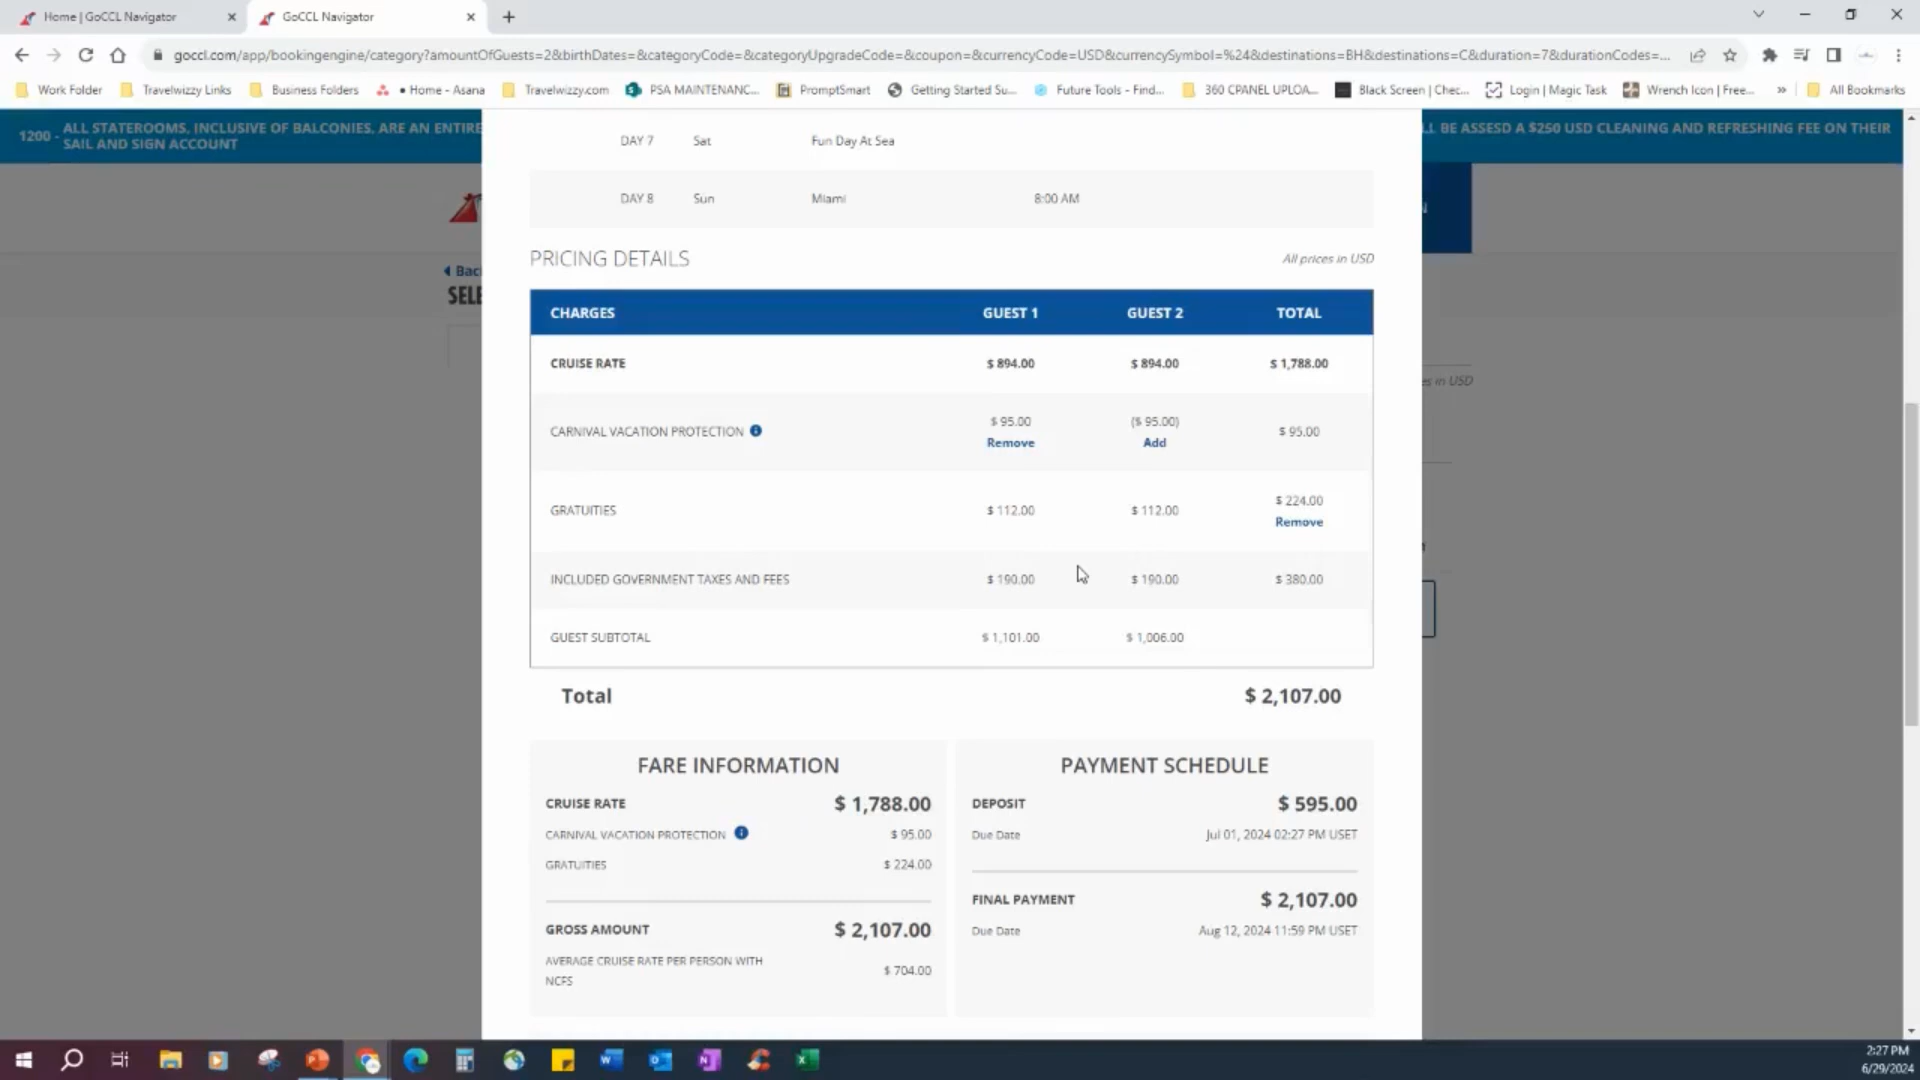 Home | GoCCL Navigator
GoCCL Navigator
goccl.com/app/bookingengine/category?amountOfGuests=2&birthDates=&categoryCode=&categoryUpgradeCode=&coupon=&currencyCode=USD&currencySymbol=%24&destinations=BH&destinations=C&duration=7&durationCodes=...
Work Folder Travelwizzy Links Business Folders • Home - Asana Travelwizzy.com PSA MAINTENANC... PromptSmart Getting Started Su... Future Tools - Find... 360 CPANEL UPLOA... Black Screen | Chec... Login | Magic Task Wrench Icon | Free... » All Bookmarks
1200 - ALL STATEROOMS, INCLUSIVE OF BALCONIES, ARE AN ENTIRE
SAIL AND SIGN ACCOUNT
LL BE ASSESD A $250 USD CLEANING AND REFRESHING FEE ON THEIR
DAY 7 Sat Fun Day At Sea
DAY 8 Sun Miami 8:00 AM
N
Bac
SELE
PRICING DETAILS
All prices in USD
CHARGES GUEST 1 GUEST 2 TOTAL
CRUISE RATE $ 894.00 $ 894.00 $ 1,788.00
es in USD
CARNIVAL VACATION PROTECTION $ 95.00 ($ 95.00) $ 95.00
Remove Add
GRATUITIES $ 112.00 $ 112.00 $ 224.00
Remove
INCLUDED GOVERNMENT TAXES AND FEES $ 190.00 $ 190.00 $ 380.00
GUEST SUBTOTAL $ 1,101.00 $ 1,006.00
Total $ 2,107.00
FARE INFORMATION
CRUISE RATE $ 1,788.00
CARNIVAL VACATION PROTECTION $ 95.00
GRATUITIES $ 224.00
GROSS AMOUNT $ 2,107.00
AVERAGE CRUISE RATE PER PERSON WITH
NCFS $ 704.00
PAYMENT SCHEDULE
DEPOSIT $ 595.00
Due Date Jul 01, 2024 02:27 PM USET
FINAL PAYMENT $ 2,107.00
Due Date Aug 12, 2024 11:59 PM USET
2:27 PM
6/29/2024